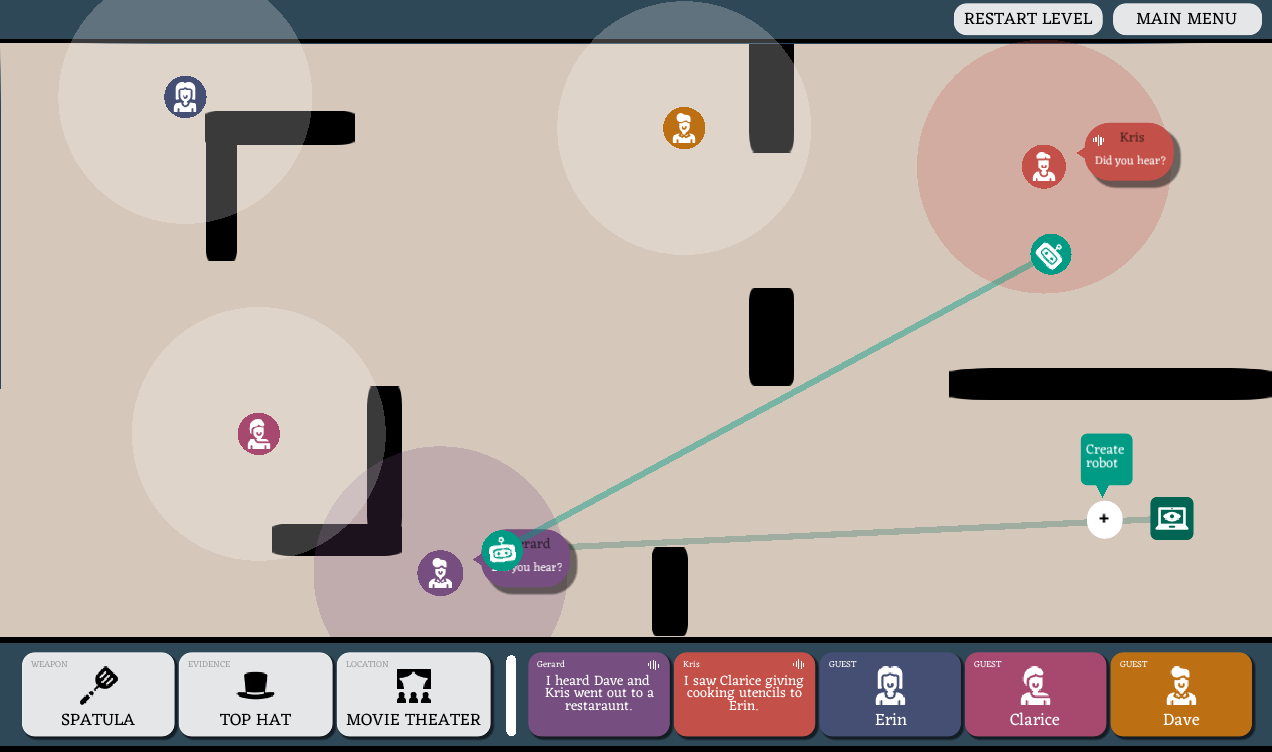 RESTART LEVEL
MAIN MENU
Kris
Did you hear?
Create
robot
+
you hear?
WEAPON
SPATULA
EVIDENCE
TOP HAT
LOCATION
MOVIE THEATER
Gerard
I heard Dave and
Kris went out to a
restaraunt.
Kris
I saw Clarice giving
cooking utencils to
Erin.
GUEST
Erin
GUEST
Clarice
GUEST
Dave